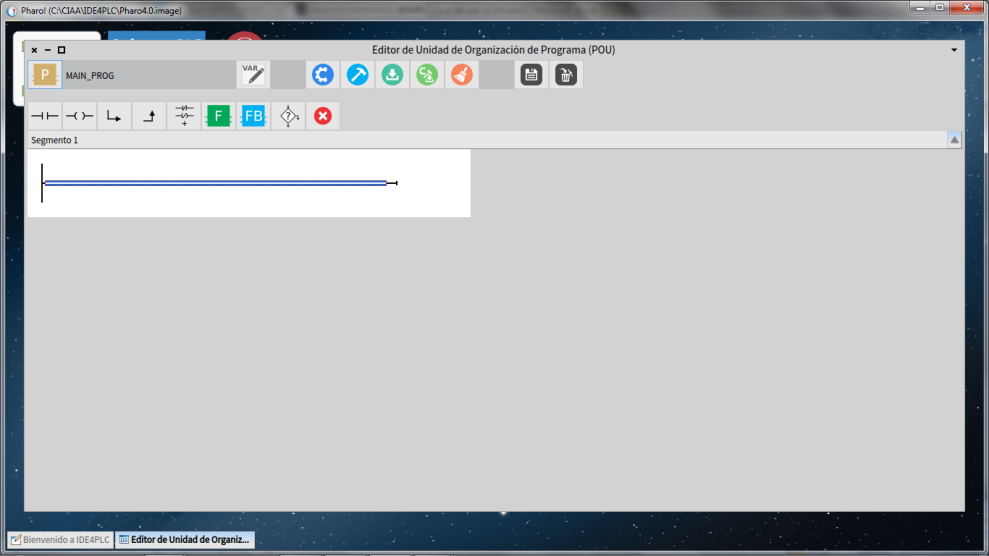 Pharo! (C:\CIAA\IDE4PLC\Pharo4.0.image)
Editor de Unidad de Organización de Programa (POU)
P MAIN_PROG VAR
F FB ?
Segmento 1
Bienvenido a IDE4PLC Editor de Unidad de Organiz...